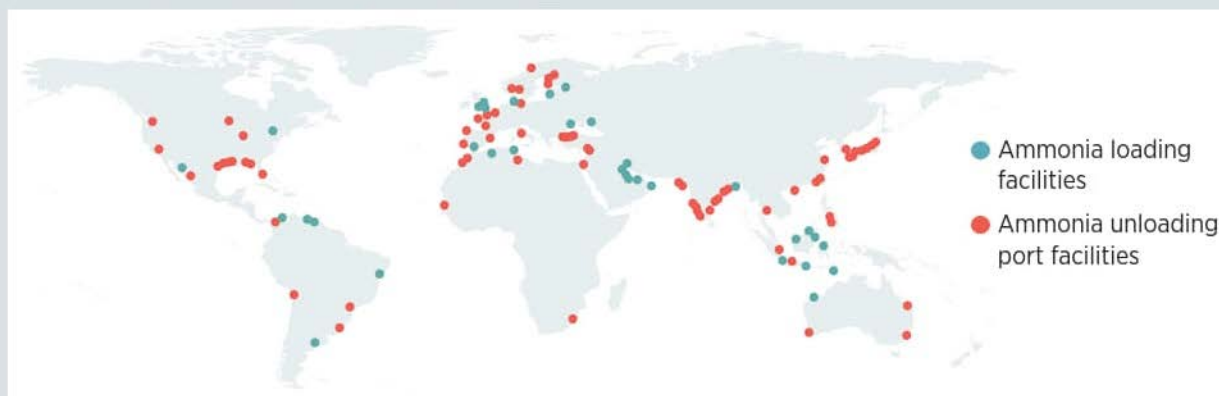 Ammonia loading
facilities
Ammonia unloading
port facilities